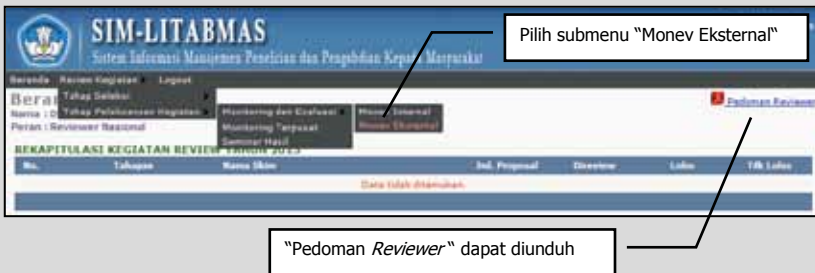 SIM-LITABMAS
Sistem Informasi Manajemen Penelitian dan Pengabdian Kepada Masyarakat
Pilih submenu “Monev Eksternal“
Beranda Review Kegiatan Logout
Tahap Seleksi
Tahap Pelaksanaan Kegiatan
Monitoring dan Evaluasi
Monev Internal
Monitoring Terpusat
Monev Eksternal
Seminar Hasil
Pedoman Reviewer
Nama :
Peran : Reviewer Nasional
REKAPITULASI KEGIATAN REVIEW TAHUN 2013
No. Tahapan Nama Skim Jml. Proposal Direview Lolos Tdk Lolos
Data tidak ditemukan.
“Pedoman Reviewer“ dapat diunduh